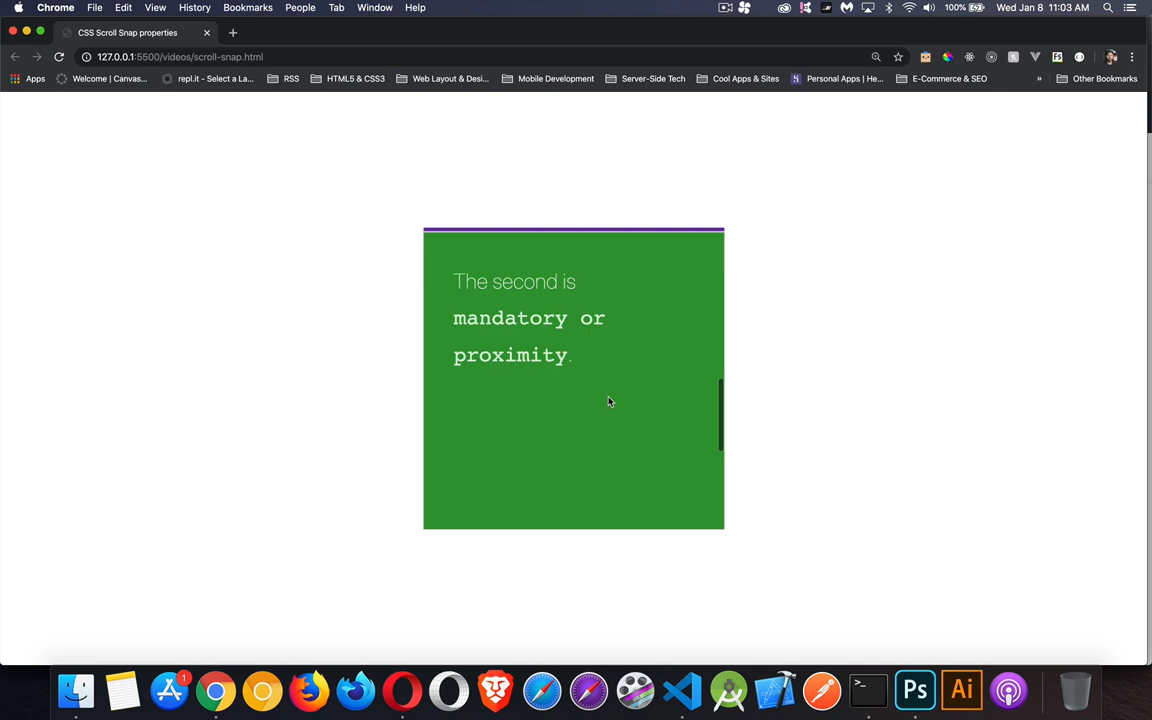 Chrome File Edit View History Bookmarks People Tab Window Help 100% Wed Jan 8 11:03 AM
CSS Scroll Snap properties
127.0.0.1:5500/videos/scroll-snap.html
Apps Welcome | Canvas... repl.it - Select a La... RSS HTML5 & CSS3 Web Layout & Desi... Mobile Development Server-Side Tech Cool Apps & Sites Personal Apps | He... E-Commerce & SEO » Other Bookmarks
The second is
mandatory or
proximity.
1
>_
Ps
Ai